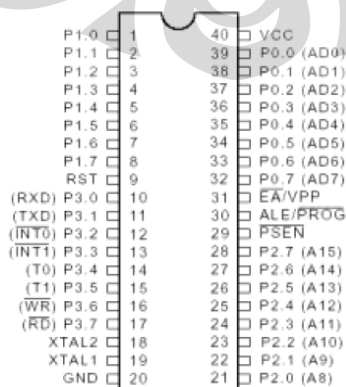 P1.0 1 40 VCC
P1.1 2 39 P0.0 (AD0)
P1.2 3 38 P0.1 (AD1)
P1.3 4 37 P0.2 (AD2)
P1.4 5 36 P0.3 (AD3)
P1.5 6 35 P0.4 (AD4)
P1.6 7 34 P0.5 (AD5)
P1.7 8 33 P0.6 (AD6)
RST 9 32 P0.7 (AD7)
(RXD) P3.0 10 31 EA/VPP
(TXD) P3.1 11 30 ALE/PROG
(INT0) P3.2 12 29 PSEN
(INT1) P3.3 13 28 P2.7 (A15)
(T0) P3.4 14 27 P2.6 (A14)
(T1) P3.5 15 26 P2.5 (A13)
(WR) P3.6 16 25 P2.4 (A12)
(RD) P3.7 17 24 P2.3 (A11)
XTAL2 18 23 P2.2 (A10)
XTAL1 19 22 P2.1 (A9)
GND 20 21 P2.0 (A8)